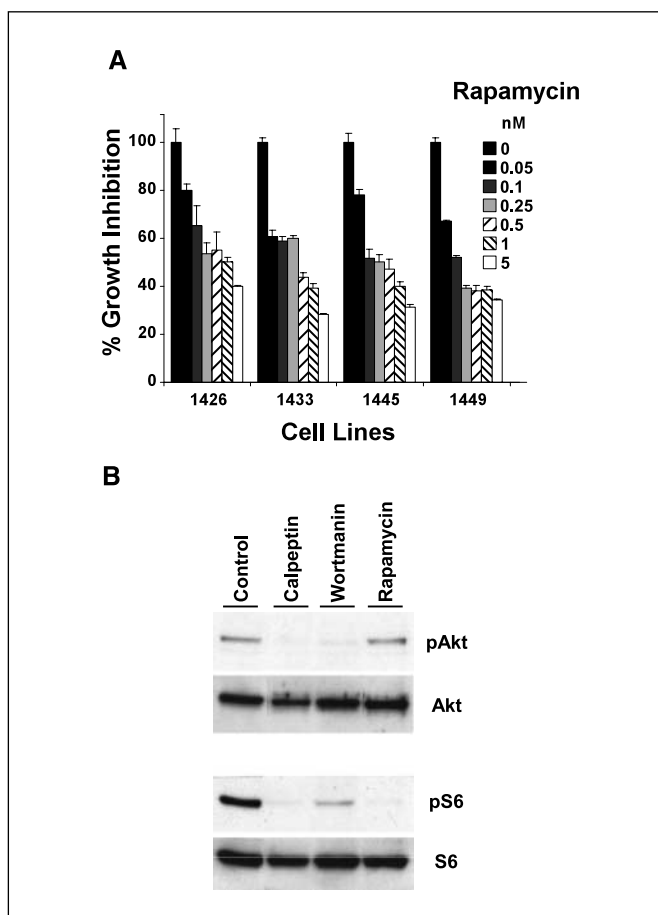 A
Rapamycin
nM
0
0.05
0.1
0.25
0.5
1
5
% Growth Inhibition
100
80
60
40
20
0
1426 1433 1445 1449
Cell Lines
B
Control Calpeptin Wortmanin Rapamycin
pAkt
Akt
pS6
S6